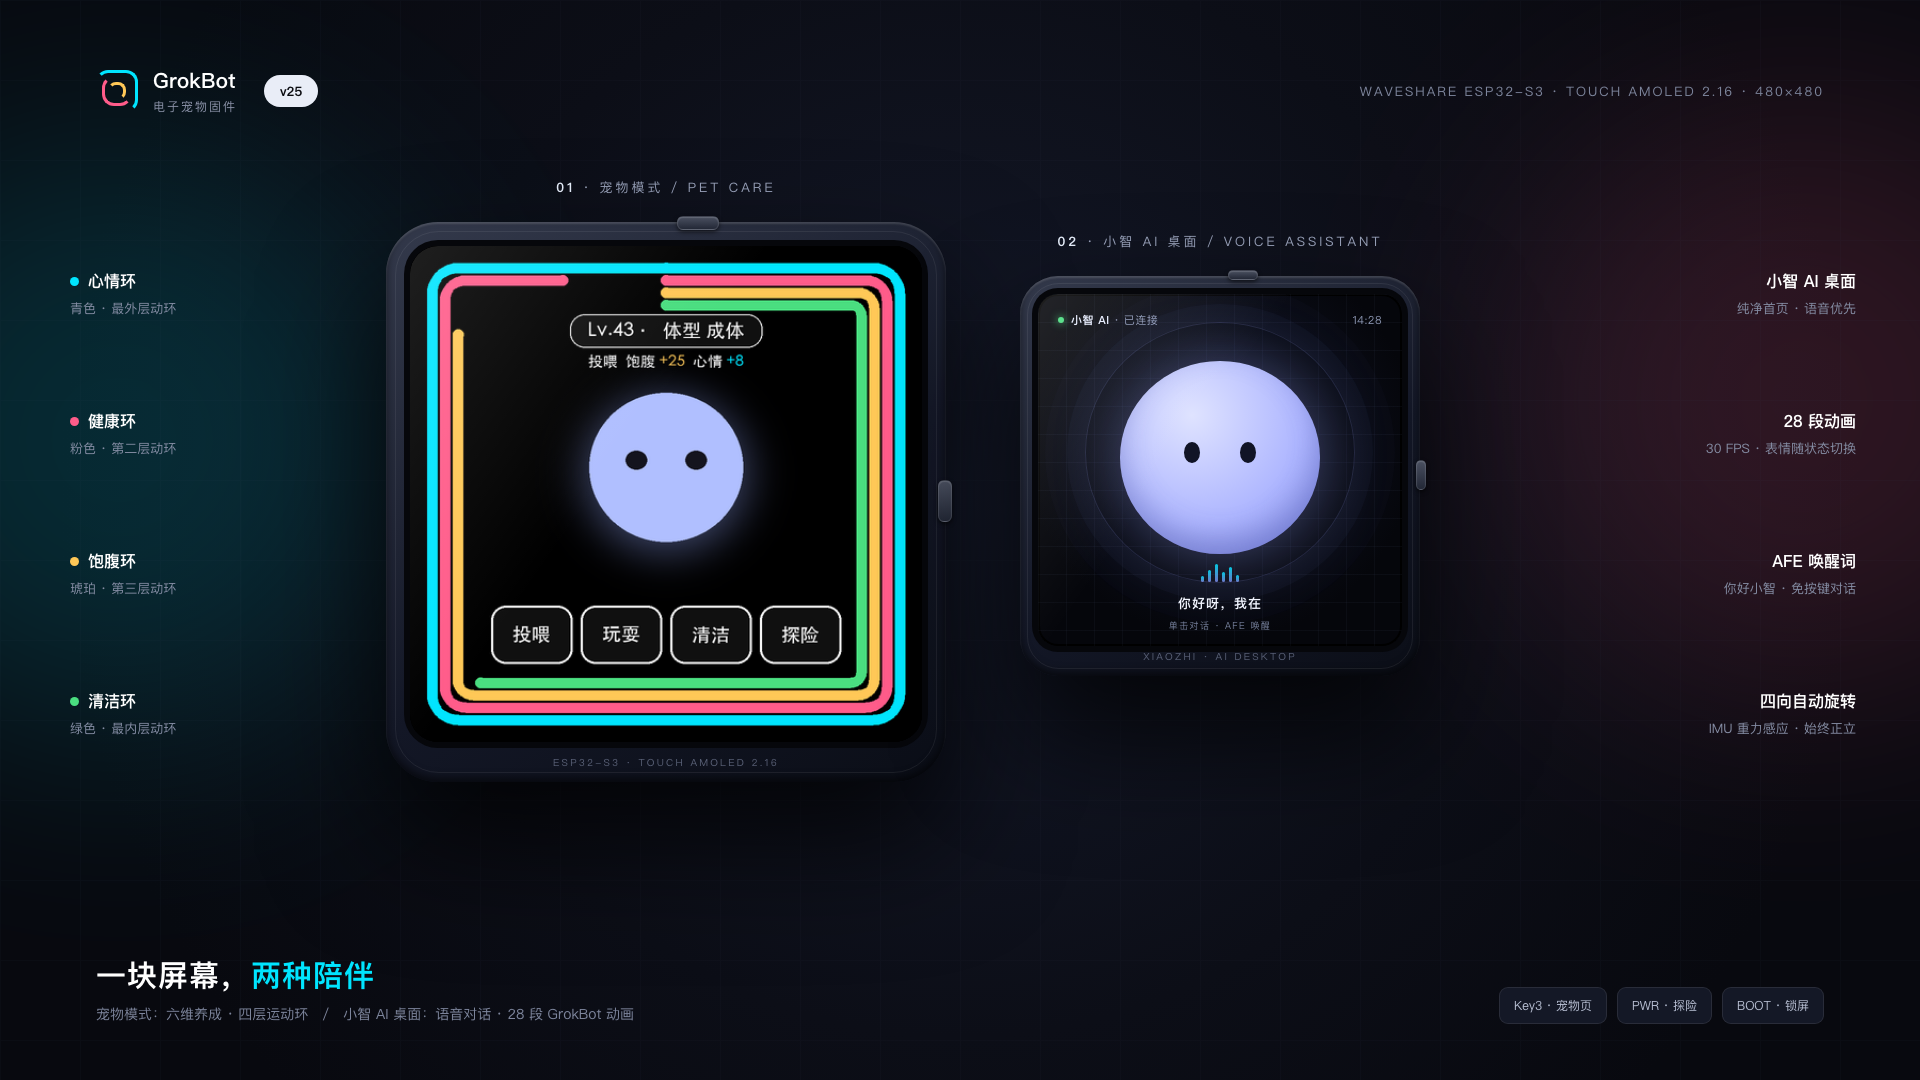 GrokBot
电子宠物固件
v25
WAVESHARE ESP32-S3 · TOUCH AMOLED 2.16 · 480×480
01 · 宠物模式 / PET CARE
02 · 小智 AI 桌面 / VOICE ASSISTANT
心情环
青色 · 最外层动环
健康环
粉色 · 第二层动环
饱腹环
琥珀 · 第三层动环
清洁环
绿色 · 最内层动环
Lv.43 · 体型 成体
投喂 饱腹 +25 心情 +8
投喂
玩耍
清洁
探险
ESP32-S3 · TOUCH AMOLED 2.16
小智 AI · 已连接
14:28
你好呀，我在
单击对话 · AFE 唤醒
XIAOZHI · AI DESKTOP
小智 AI 桌面
纯净首页 · 语音优先
28 段动画
30 FPS · 表情随状态切换
AFE 唤醒词
你好小智 · 免按键对话
四向自动旋转
IMU 重力感应 · 始终正立
一块屏幕，两种陪伴
宠物模式：六维养成 · 四层运动环 / 小智 AI 桌面：语音对话 · 28 段 GrokBot 动画
Key3 · 宠物页
PWR · 探险
BOOT · 锁屏